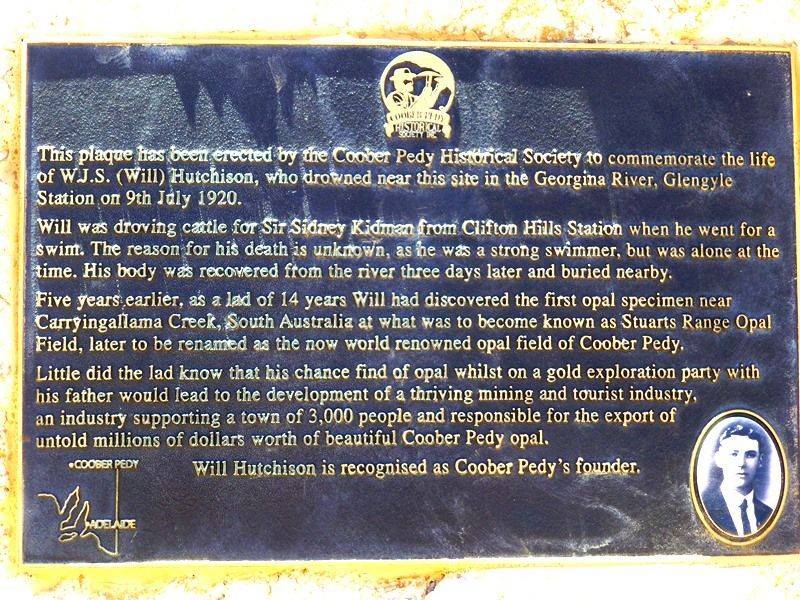 COOBER PEDY
HISTORICAL
SOCIETY INC.
This plaque has been erected by the Coober Pedy Historical Society to commemorate the life
of W.J.S. (Will) Hutchison, who drowned near this site in the Georgina River, Glengyle
Station on 9th July 1920.
Will was droving cattle for Sir Sidney Kidman from Clifton Hills Station when he went for a
swim. The reason for his death is unknown, as he was a strong swimmer, but was alone at the
time. His body was recovered from the river three days later and buried nearby.
Five years earlier, as a lad of 14 years Will had discovered the first opal specimen near
Carryingallama Creek, South Australia at what was to become known as Stuarts Range Opal
Field, later to be renamed as the now world renowned opal field of Coober Pedy.
Little did the lad know that his chance find of opal whilst on a gold exploration party with
his father would lead to the development of a thriving mining and tourist industry,
an industry supporting a town of 3,000 people and responsible for the export of
untold millions of dollars worth of beautiful Coober Pedy opal.
Will Hutchison is recognised as Coober Pedy's founder.
•COOBER PEDY
•ADELAIDE